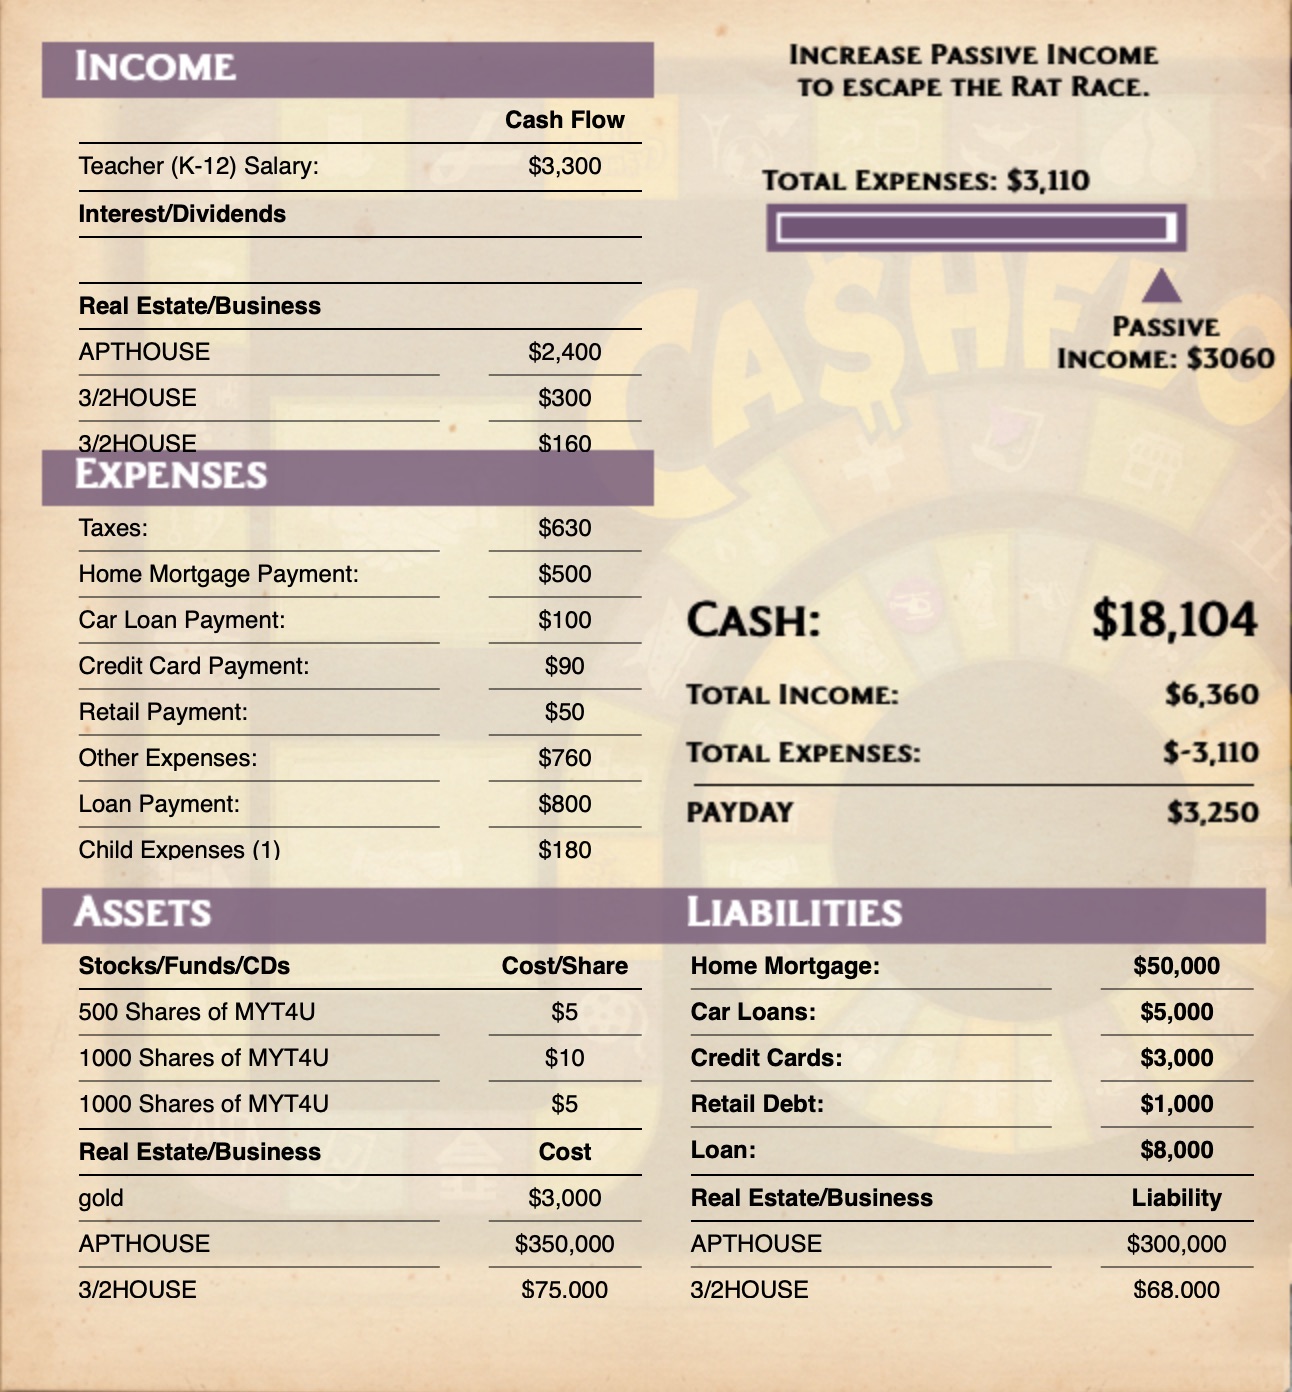 INCOME
Cash Flow
Teacher (K-12) Salary: $3,300
Interest/Dividends
Real Estate/Business
APTHOUSE $2,400
3/2HOUSE $300
3/2HOUSE $160
EXPENSES
Taxes: $630
Home Mortgage Payment: $500
Car Loan Payment: $100
Credit Card Payment: $90
Retail Payment: $50
Other Expenses: $760
Loan Payment: $800
Child Expenses (1) $180
INCREASE PASSIVE INCOME
TO ESCAPE THE RAT RACE.
TOTAL EXPENSES: $3,110
PASSIVE
INCOME: $3060
CA$HFLO
CASH: $18,104
TOTAL INCOME: $6,360
TOTAL EXPENSES: $-3,110
PAYDAY $3,250
ASSETS
Stocks/Funds/CDs Cost/Share
500 Shares of MYT4U $5
1000 Shares of MYT4U $10
1000 Shares of MYT4U $5
Real Estate/Business Cost
gold $3,000
APTHOUSE $350,000
3/2HOUSE $75.000
LIABILITIES
Home Mortgage: $50,000
Car Loans: $5,000
Credit Cards: $3,000
Retail Debt: $1,000
Loan: $8,000
Real Estate/Business Liability
APTHOUSE $300,000
3/2HOUSE $68.000